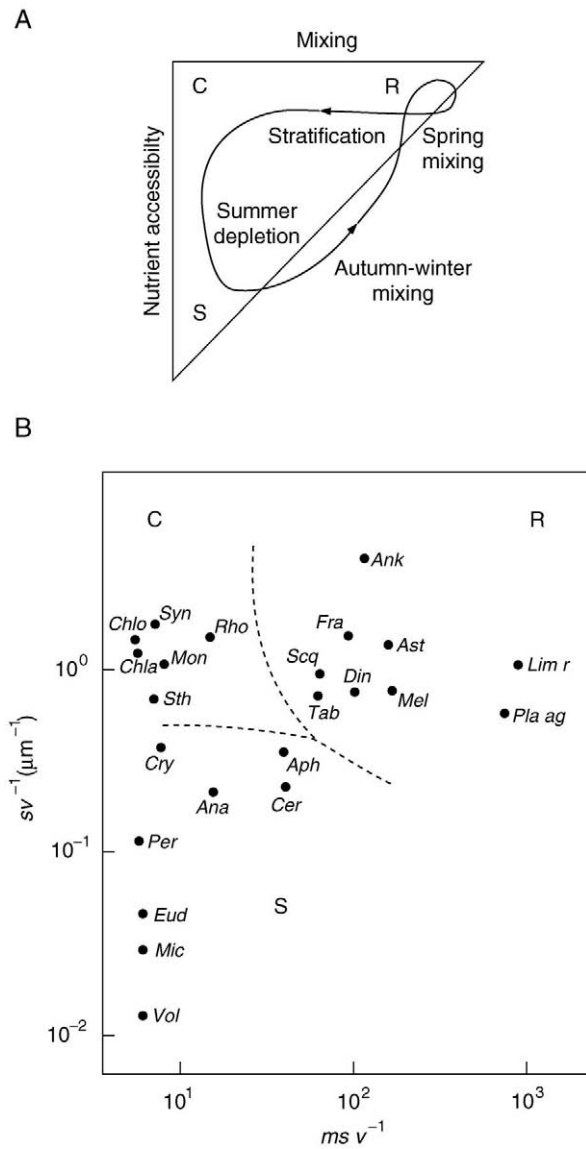 A
Mixing
C
R
Nutrient accessibilty
Stratification
Spring
mixing
Summer
depletion
Autumn-winter
mixing
S
B
C
R
Ank
Syn
Chlo
Rho
Fra
Ast
Chla
Mon
Scq
Din
Lim r
10⁰
Sth
Tab
Mel
Pla ag
sv⁻¹(μm⁻¹)
Cry
Aph
Ana
Cer
Per
10⁻¹
S
Eud
Mic
Vol
10⁻²
10¹
10²
10³
ms v⁻¹